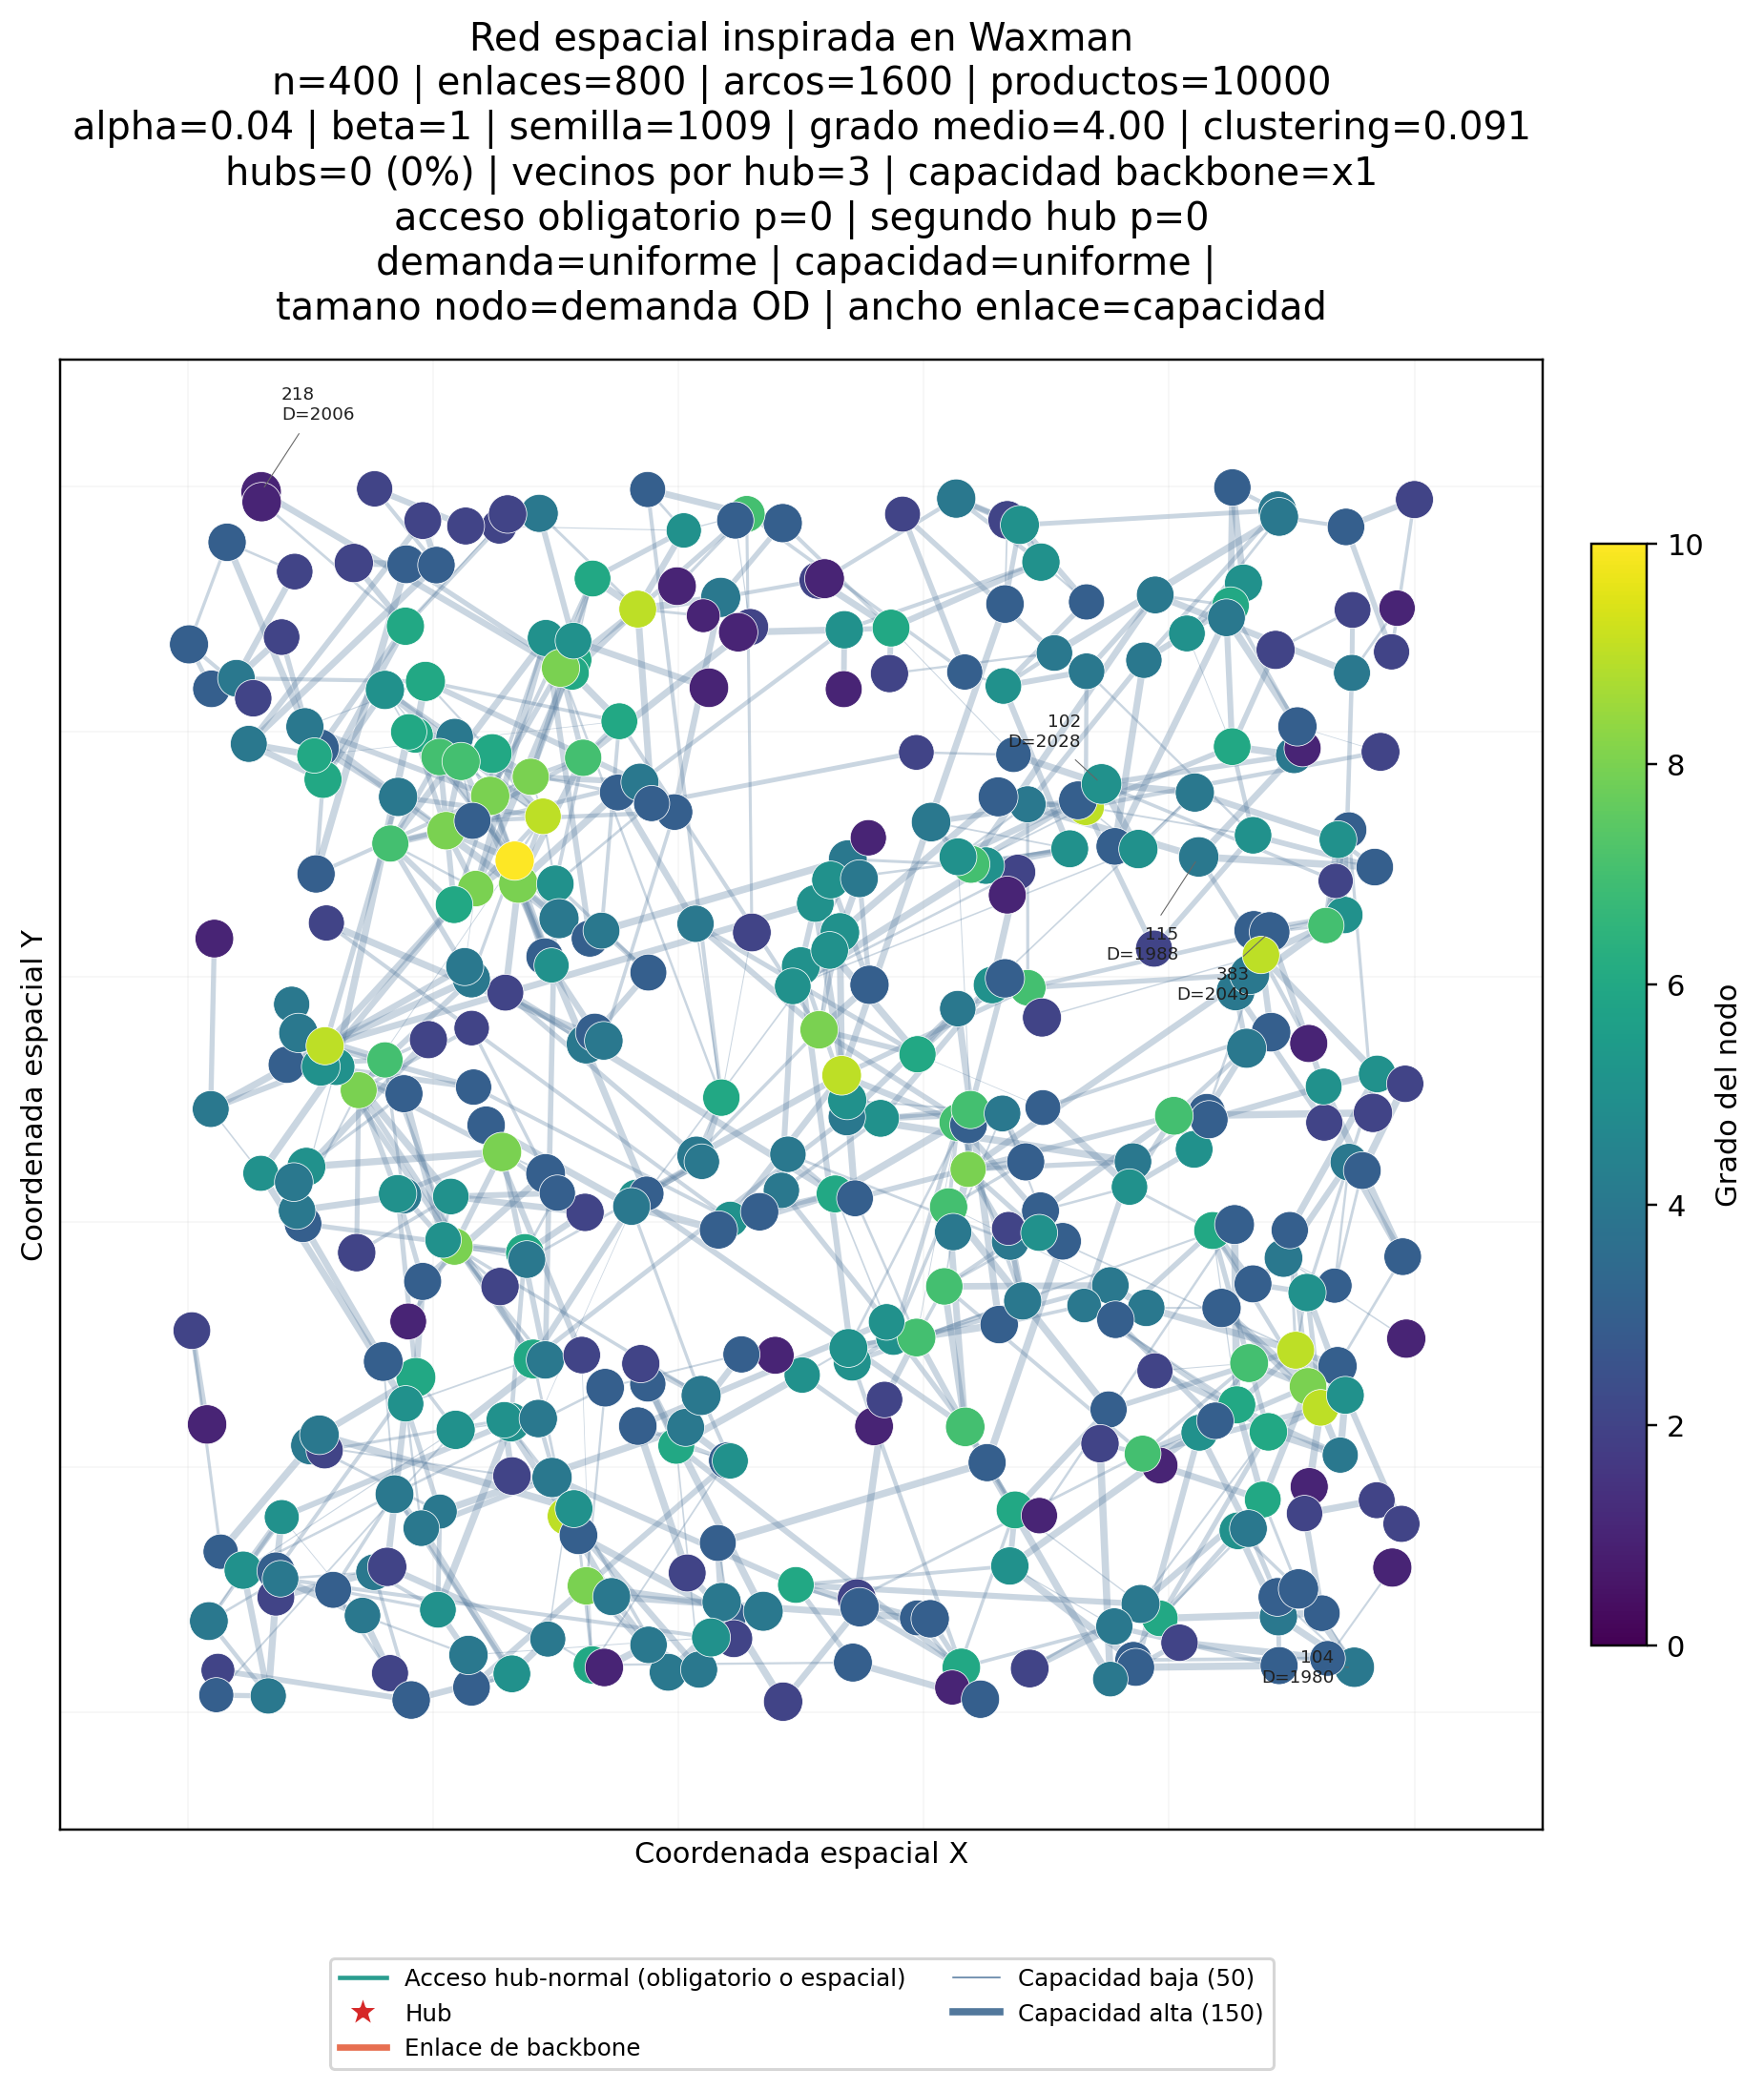 Red espacial inspirada en Waxman
n=400 | enlaces=800 | arcos=1600 | productos=10000
alpha=0.04 | beta=1 | semilla=1009 | grado medio=4.00 | clustering=0.091
hubs=0 (0%) | vecinos por hub=3 | capacidad backbone=x1
acceso obligatorio p=0 | segundo hub p=0
demanda=uniforme | capacidad=uniforme |
tamano nodo=demanda OD | ancho enlace=capacidad
218
D=2006
102
D=2028
115
D=1988
383
D=2049
104
D=1980
Coordenada espacial Y
Coordenada espacial X
10
8
6
4
2
0
Grado del nodo
Acceso hub-normal (obligatorio o espacial)
Hub
Enlace de backbone
Capacidad baja (50)
Capacidad alta (150)